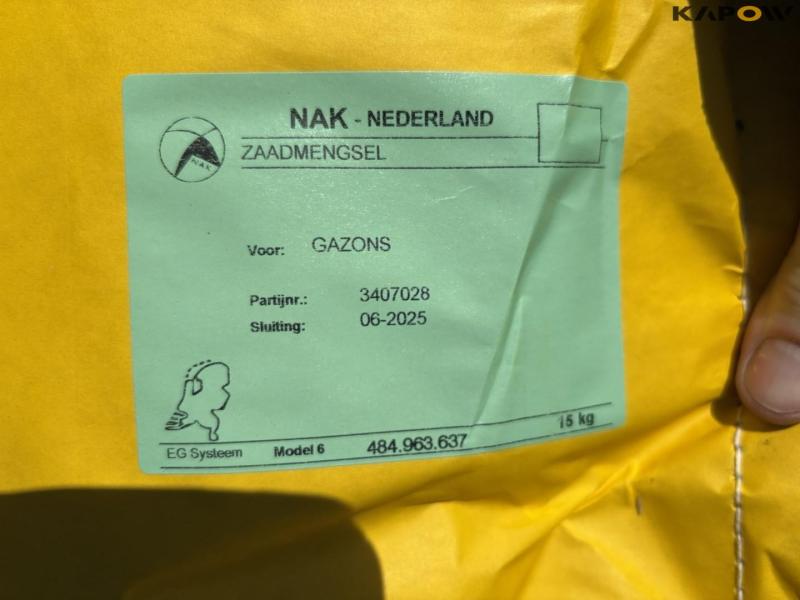 KAPOW
NAK - NEDERLAND
ZAADMENGSEL
NAK
Voor: GAZONS
Partijnr.: 3407028
Sluiting: 06-2025
15 kg
EG Systeem Model 6 484.963.637